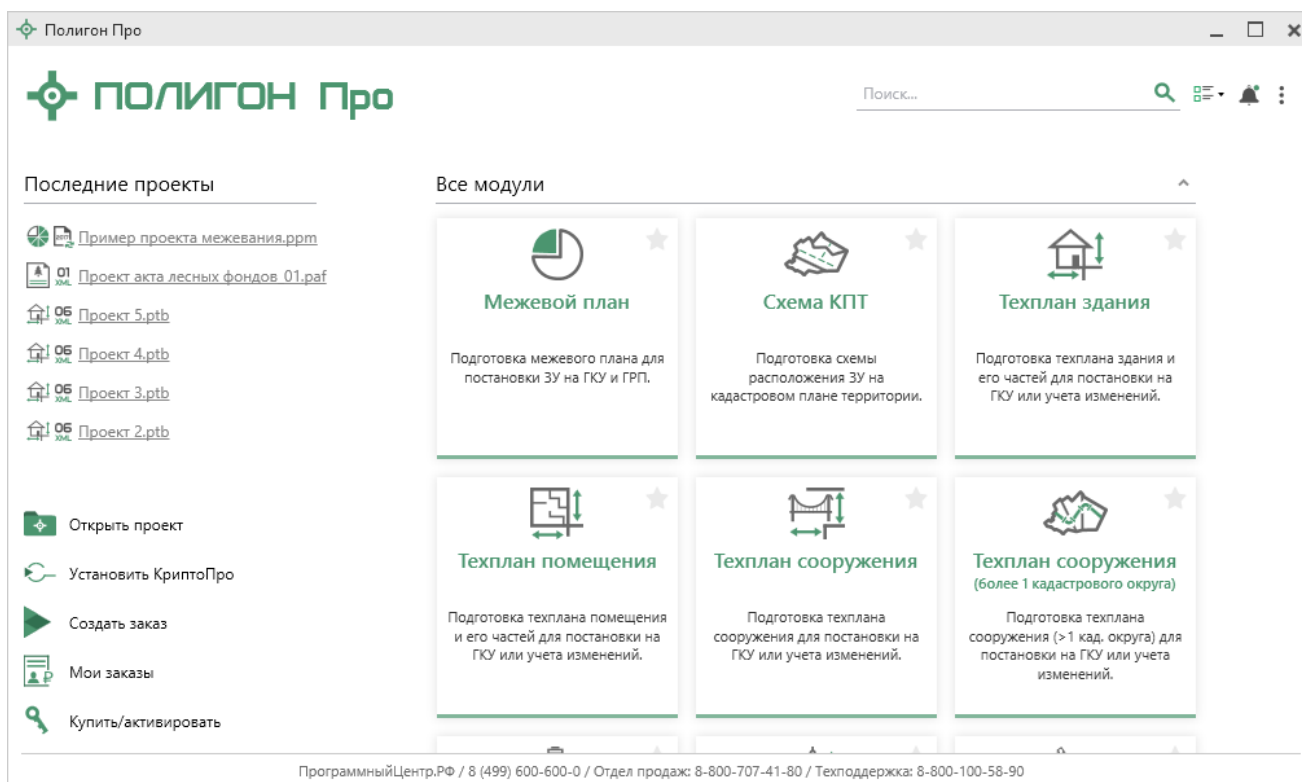 Полигон Про
ПОЛИГОН Про
Поиск...
Последние проекты
Пример проекта межевания.ppm
01
XML
Проект акта лесных фондов_01.paf
06
XML
Проект 5.ptb
06
XML
Проект 4.ptb
06
XML
Проект 3.ptb
06
XML
Проект 2.ptb
Открыть проект
Установить КриптоПро
Создать заказ
Мои заказы
Купить/активировать
Все модули
Межевой план
Подготовка межевого плана для
постановки ЗУ на ГКУ и ГРП.
Схема КПТ
Подготовка схемы
расположения ЗУ на
кадастровом плане территории.
Техплан здания
Подготовка техплана здания и
его частей для постановки на
ГКУ или учета изменений.
Техплан помещения
Подготовка техплана помещения
и его частей для постановки на
ГКУ или учета изменений.
Техплан сооружения
Подготовка техплана
сооружения для постановки на
ГКУ или учета изменений.
Техплан сооружения
(более 1 кадастрового округа)
Подготовка техплана
сооружения (>1 кад. округа) для
постановки на ГКУ или учета
изменений.
ПрограммныйЦентр.РФ / 8 (499) 600-600-0 / Отдел продаж: 8-800-707-41-80 / Техподдержка: 8-800-100-58-90